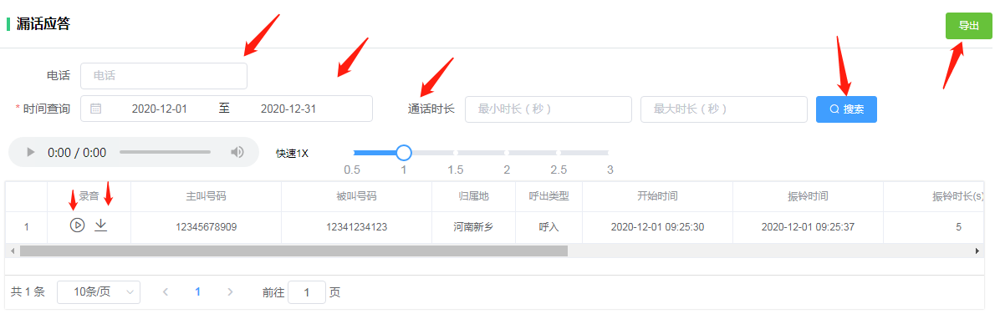 漏话应答
导出
电话 电话
* 时间查询 2020-12-01 至 2020-12-31 通话时长 最小时长（秒） 最大时长（秒） 搜索
0:00 / 0:00 快速1X
0.5 1 1.5 2 2.5 3
录音 主叫号码 被叫号码 归属地 呼出类型 开始时间 振铃时间 振铃时长(s)
1 12345678909 12341234123 河南新乡 呼入 2020-12-01 09:25:30 2020-12-01 09:25:37 5
共 1 条 10条/页 1 前往 1 页